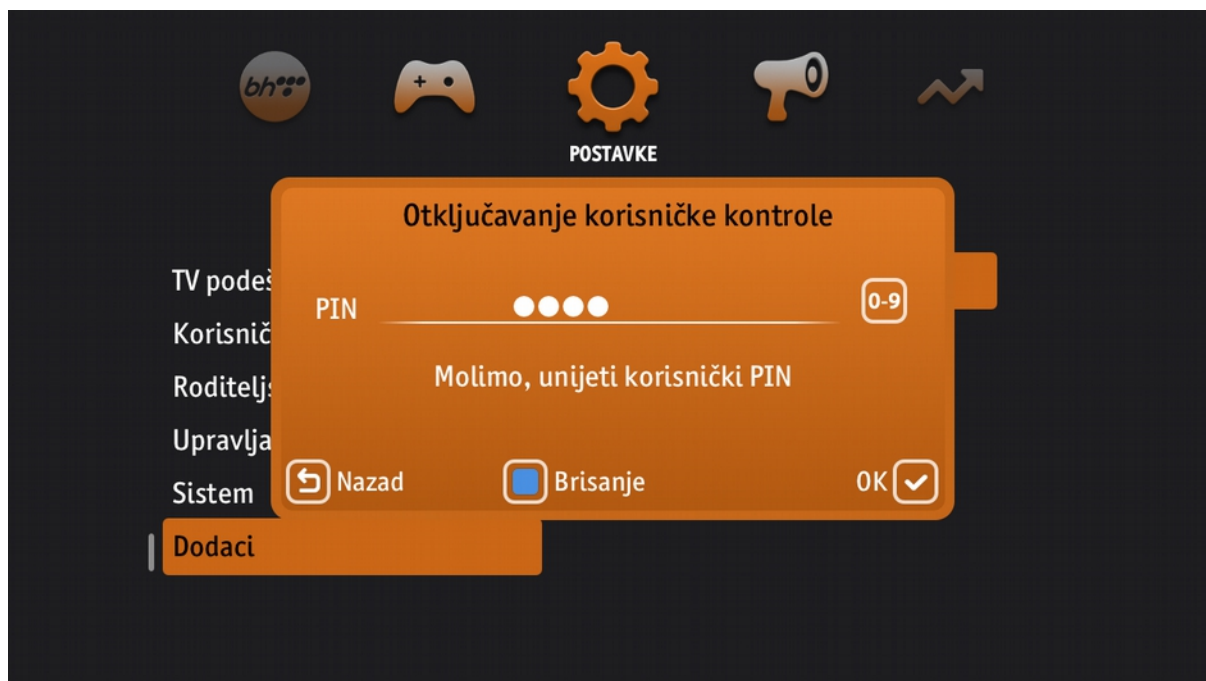 bh
POSTAVKE
Otključavanje korisničke kontrole
TV podeš
PIN
0-9
Korisnič
Molimo, unijeti korisnički PIN
Roditelj
Upravlja
Nazad
Brisanje
OK
Sistem
Dodaci